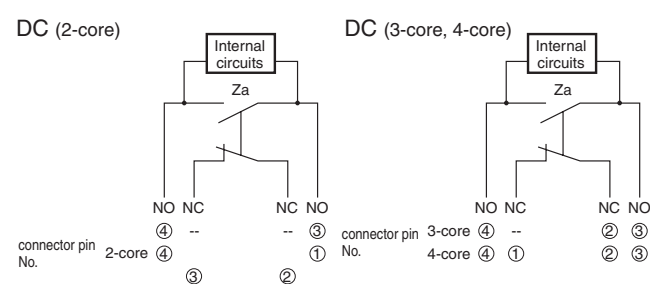 DC (2-core)
DC (3-core, 4-core)
Internal circuits
Internal circuits
Za
Za
NO NC NC NO
NO NC NC NO
④ -- -- ③
connector pin No. 2-core ④ ①
③ ②
connector pin No.
3-core ④ -- ② ③
4-core ④ ① ② ③